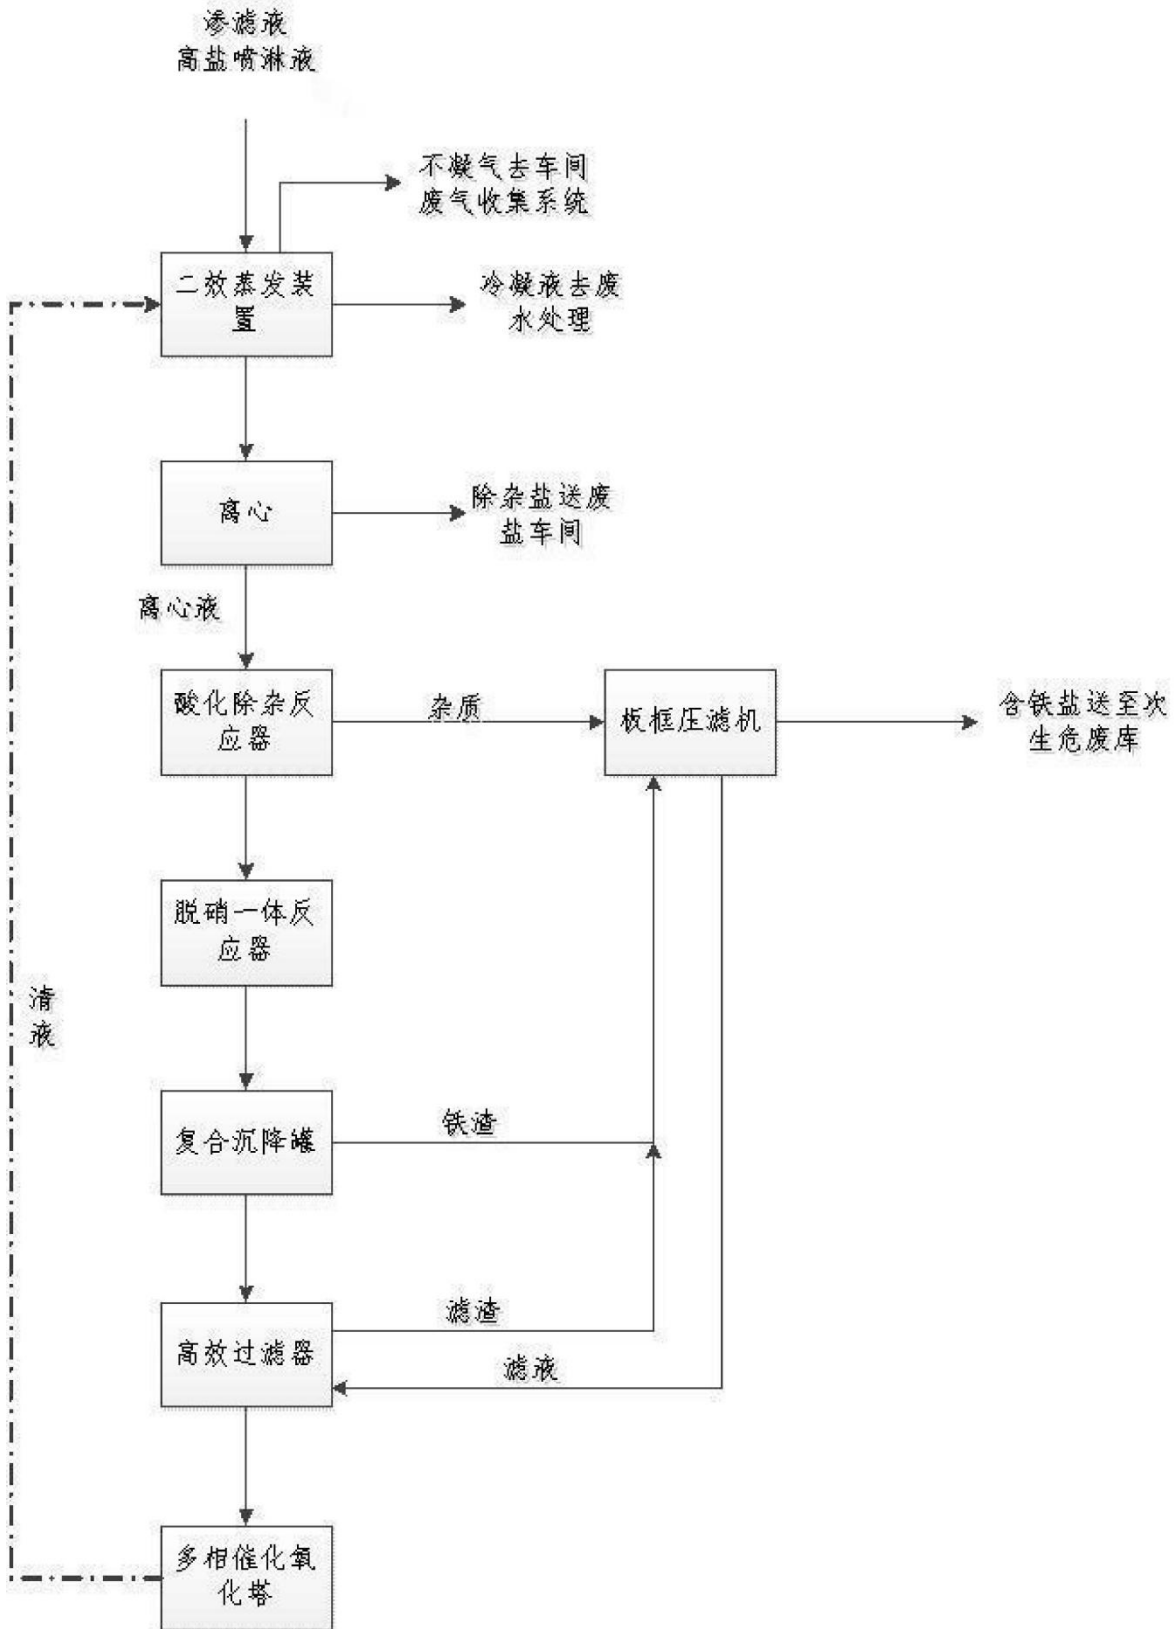 渗滤液
高盐喷淋液
不凝气去车间
废气收集系统
二效蒸发装
置
冷凝液去废
水处理
离心
除杂盐送废
盐车间
离心液
酸化除杂反
应器
杂质
板框压滤机
含铁盐送至次
生危废库
脱硝一体反
应器
清
液
复合沉降罐
铁渣
高效过滤器
滤渣
滤液
多相催化氧
化塔